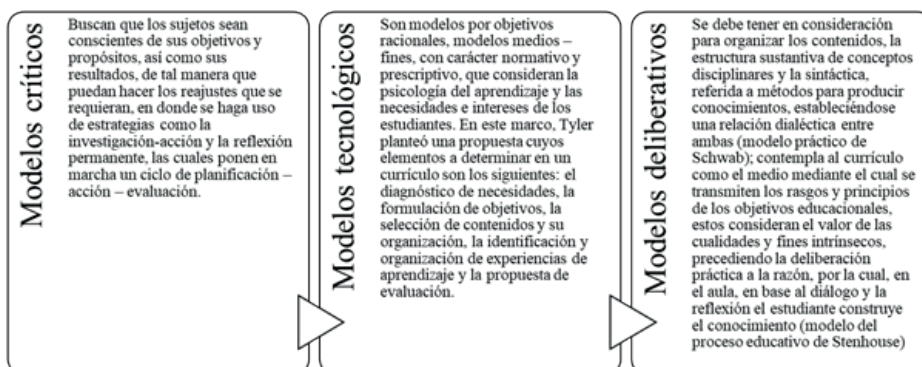 Modelos críticos
Buscan que los sujetos sean
conscientes de sus objetivos y
propósitos, así como sus
resultados, de tal manera que
puedan hacer los reajustes que se
requieran, en donde se haga uso
de estrategias como la
investigación-acción y la reflexión
permanente, las cuales ponen en
marcha un ciclo de planificación –
acción – evaluación.
Modelos tecnológicos
Son modelos por objetivos
racionales, modelos medios –
fines, con carácter normativo y
prescriptivo, que consideran la
psicología del aprendizaje y las
necesidades e intereses de los
estudiantes. En este marco, Tyler
planteó una propuesta cuyos
elementos a determinar en un
currículo son los siguientes: el
diagnóstico de necesidades, la
formulación de objetivos, la
selección de contenidos y su
organización, la identificación y
organización de experiencias de
aprendizaje y la propuesta de
evaluación.
Modelos deliberativos
Se debe tener en consideración
para organizar los contenidos, la
estructura sustantiva de conceptos
disciplinares y la sintáctica,
referida a métodos para producir
conocimientos, estableciéndose
una relación dialéctica entre
ambas (modelo práctico de
Schwab); contempla al currículo
como el medio mediante el cual se
transmiten los rasgos y principios
de los objetivos educacionales,
estos consideran el valor de las
cualidades y fines intrínsecos,
precediendo la deliberación
práctica a la razón, por la cual, en
el aula, en base al diálogo y la
reflexión el estudiante construye
el conocimiento (modelo del
proceso educativo de Stenhouse)